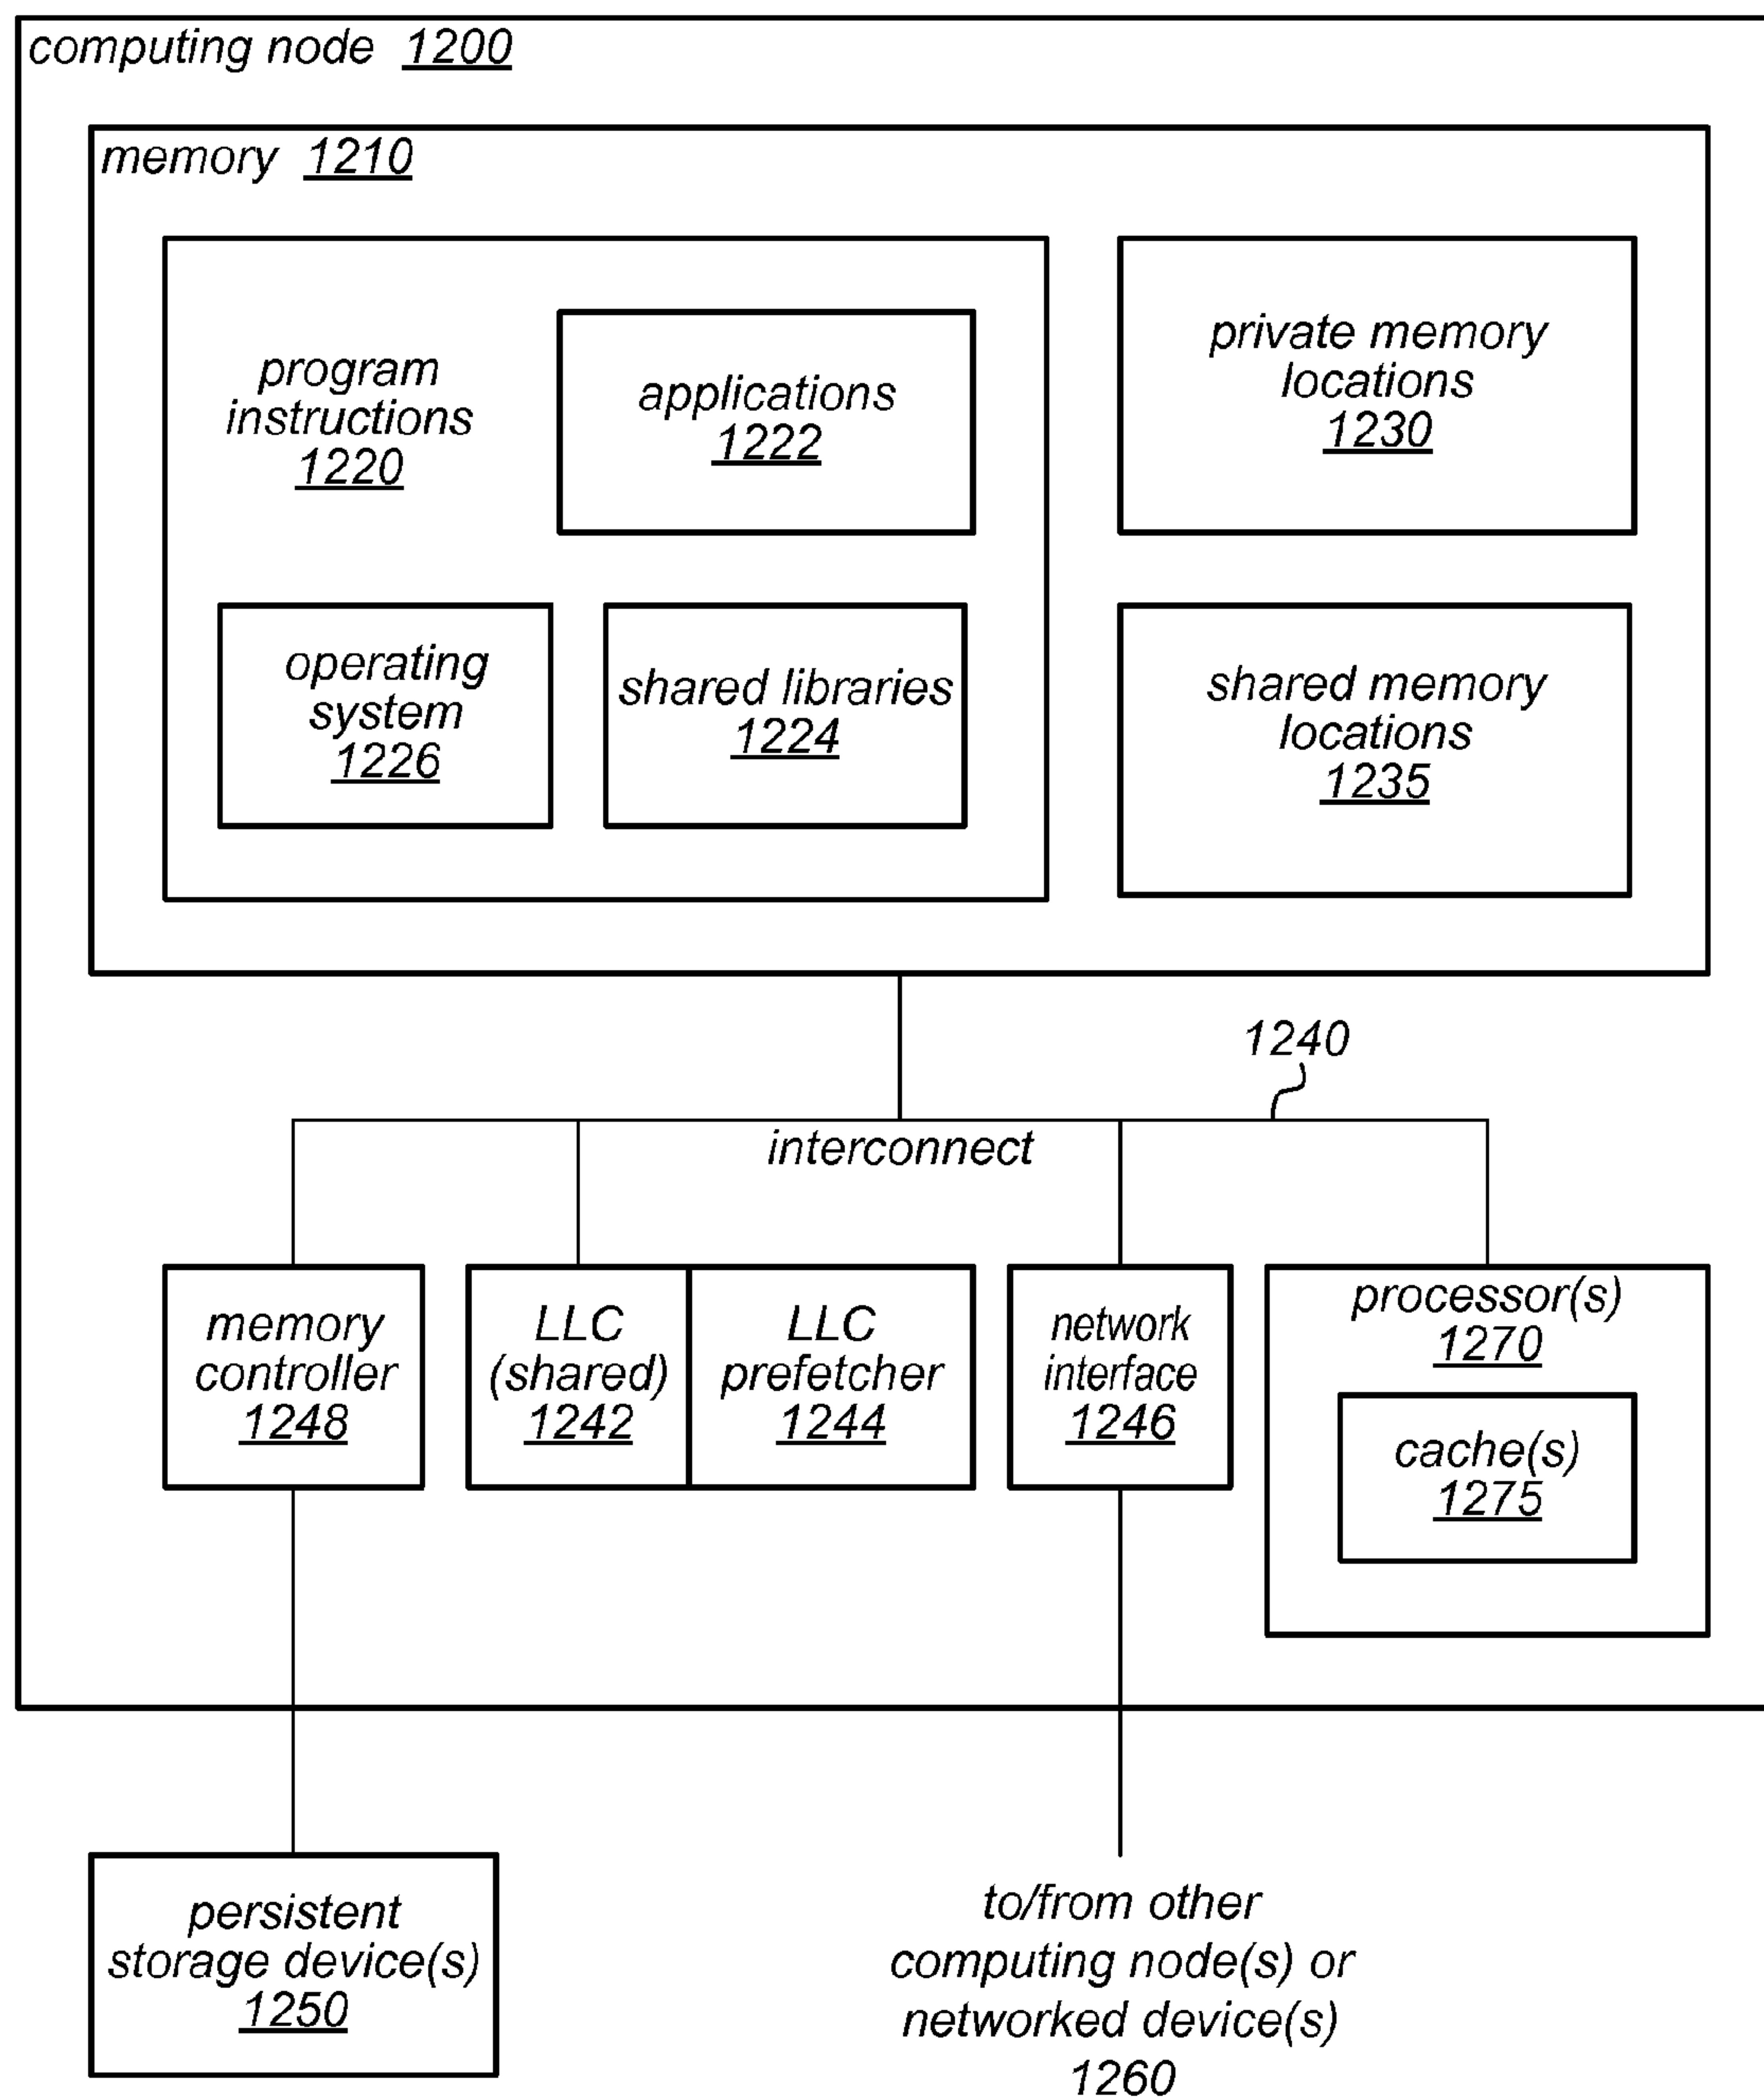 computing node 1200
memory 1210
program
instructions
1220
applications
1222
operating
system
1226
shared libraries
1224
private memory
locations
1230
shared memory
locations
1235
1240
interconnect
memory
controller
1248
LLC
(shared)
1242
LLC
prefetcher
1244
network
interface
1246
processor(s)
1270
cache(s)
1275
persistent
storage device(s)
1250
to/from other
computing node(s) or
networked device(s)
1260